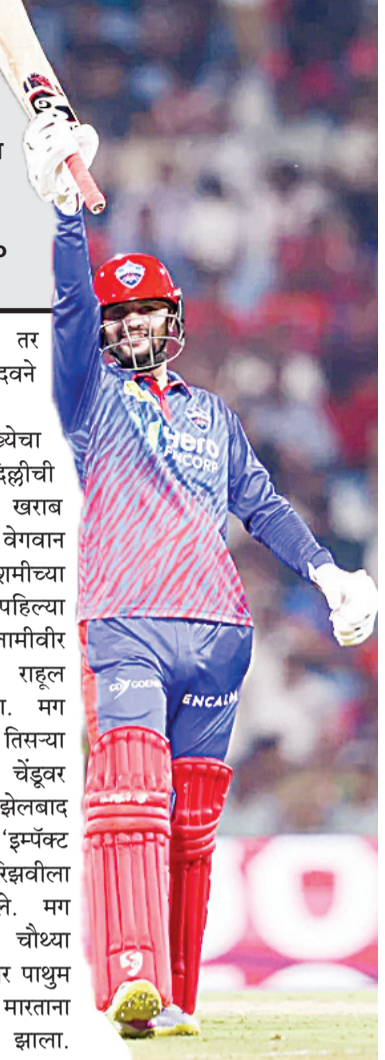 तर
दवने
दिल्लीची
खराब
वेगवान
शमीच्या
पहिल्या
राहूल
मग
तिसऱ्या
चेंडूवर
झेलबाद
‘इम्पॅक्ट
रिझवीला
मग
चौथ्या
पाथुम
मारताना
झाला.
Hero
FINCORP
ENCALM